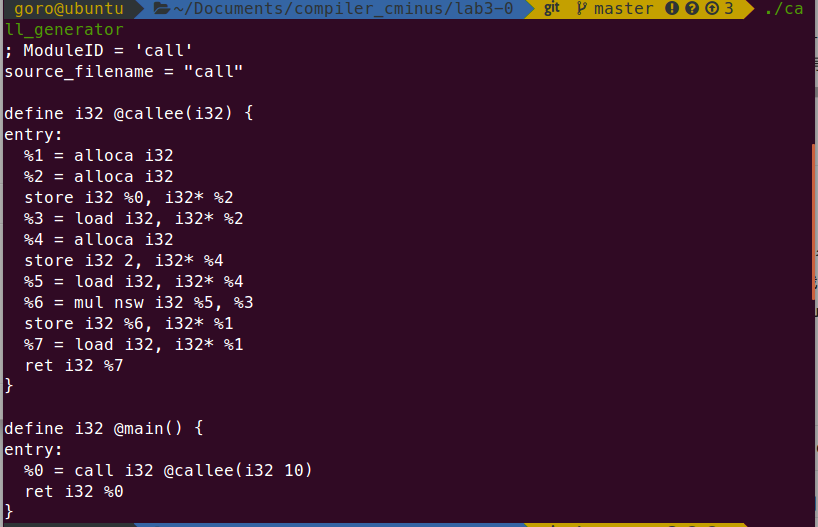 goro@ubuntu ~/Documents/compiler_cminus/lab3-0 git master ! ? ↑ 3 ./ca
ll_generator
; ModuleID = 'call'
source_filename = "call"

define i32 @callee(i32) {
entry:
  %1 = alloca i32
  %2 = alloca i32
  store i32 %0, i32* %2
  %3 = load i32, i32* %2
  %4 = alloca i32
  store i32 2, i32* %4
  %5 = load i32, i32* %4
  %6 = mul nsw i32 %5, %3
  store i32 %6, i32* %1
  %7 = load i32, i32* %1
  ret i32 %7
}

define i32 @main() {
entry:
  %0 = call i32 @callee(i32 10)
  ret i32 %0
}